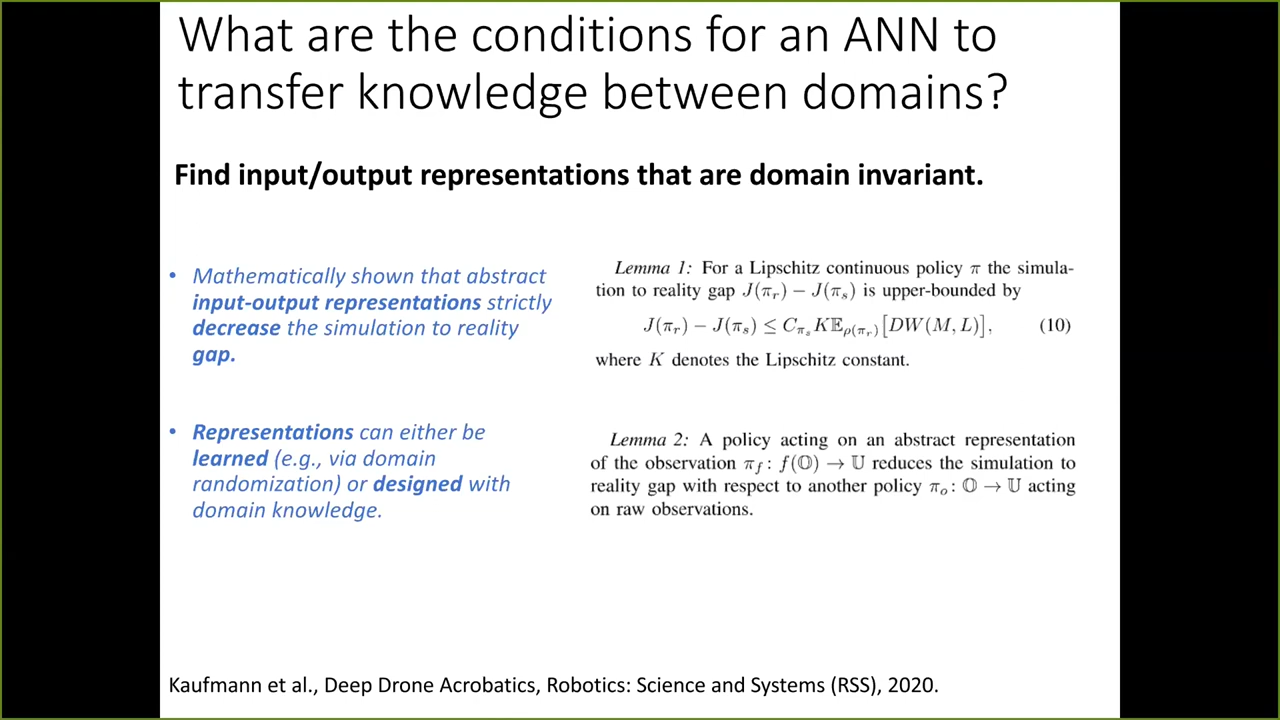 What are the conditions for an ANN to
transfer knowledge between domains?
Find input/output representations that are domain invariant.
• Mathematically shown that abstract
input-output representations strictly
decrease the simulation to reality
gap.
• Representations can either be
learned (e.g., via domain
randomization) or designed with
domain knowledge.
Lemma 1: For a Lipschitz continuous policy π the simula-
tion to reality gap J(πᵣ) − J(πₛ) is upper-bounded by
J(πᵣ) − J(πₛ) ≤ C_{πₛ} K𝔼_{ρ(πᵣ)} [DW(M, L)], (10)
where K denotes the Lipschitz constant.
Lemma 2: A policy acting on an abstract representation
of the observation π_f : f(𝕆) → 𝕌 reduces the simulation to
reality gap with respect to another policy π_o : 𝕆 → 𝕌 acting
on raw observations.
Kaufmann et al., Deep Drone Acrobatics, Robotics: Science and Systems (RSS), 2020.